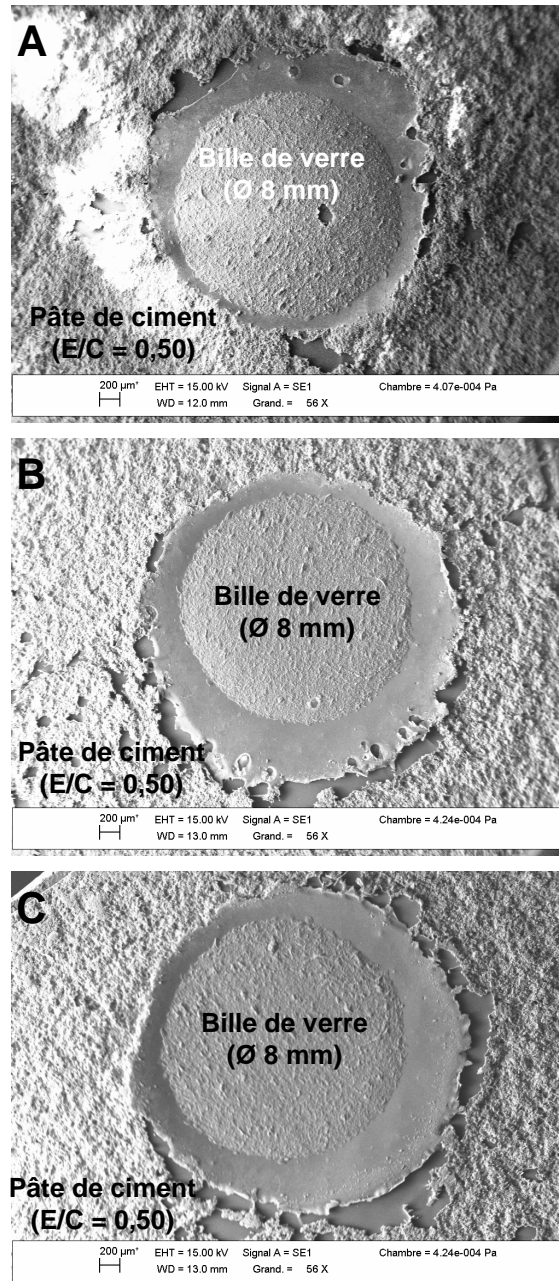 A
Bille de verre
(Ø 8 mm)
Pâte de ciment
(E/C = 0,50)
200 µm* EHT = 15.00 kV Signal A = SE1 Chambre = 4.07e-004 Pa
WD = 12.0 mm Grand. = 56 X
B
Bille de verre
(Ø 8 mm)
Pâte de ciment
(E/C = 0,50)
200 µm* EHT = 15.00 kV Signal A = SE1 Chambre = 4.24e-004 Pa
WD = 13.0 mm Grand. = 56 X
C
Bille de verre
(Ø 8 mm)
Pâte de ciment
(E/C = 0,50)
200 µm* EHT = 15.00 kV Signal A = SE1 Chambre = 4.24e-004 Pa
WD = 13.0 mm Grand. = 56 X